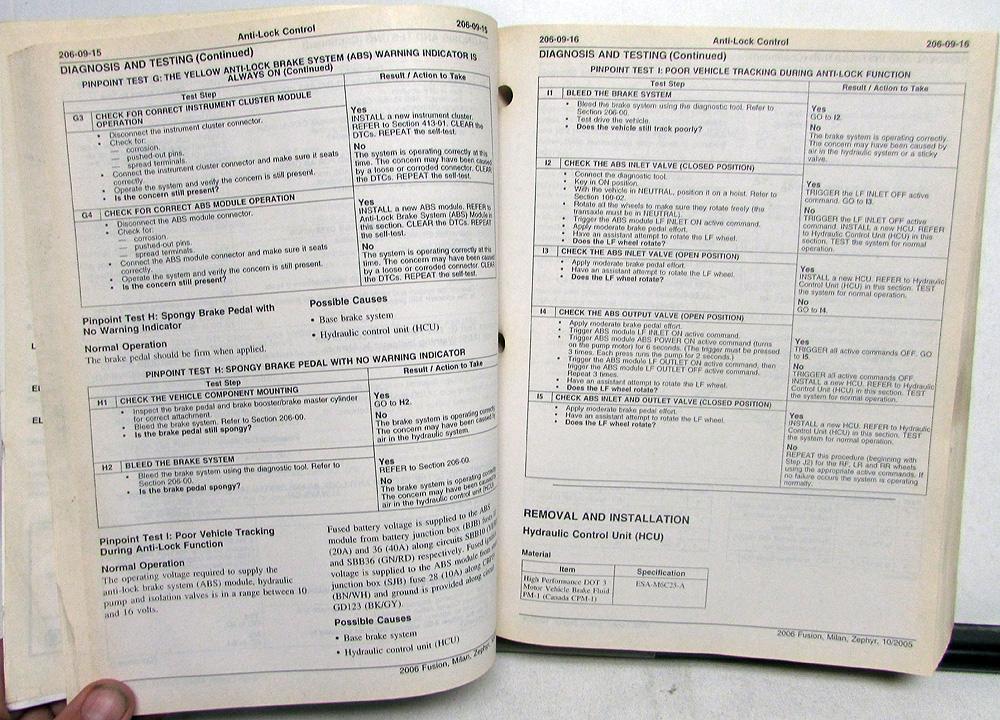 206-09-15
Anti-Lock Control
206-09-15
DIAGNOSIS AND TESTING (Continued)
PINPOINT TEST G: THE YELLOW ANTI-LOCK BRAKE SYSTEM (ABS) WARNING INDICATOR IS
ALWAYS ON (Continued)
Test Step
Result / Action to Take
G3
CHECK FOR CORRECT INSTRUMENT CLUSTER MODULE
OPERATION
• Disconnect the instrument cluster connector.
• Check for:
— corrosion.
— pushed-out pins.
— spread terminals.
• Connect the instrument cluster connector and make sure it seats
correctly.
• Operate the system and verify the concern is still present.
• Is the concern still present?
Yes
INSTALL a new instrument cluster.
REFER to Section 413-01. CLEAR the
DTCs. REPEAT the self-test.
No
The system is operating correctly at this
time. The concern may have been caused
by a loose or corroded connector. CLEAR
the DTCs. REPEAT the self-test.
G4
CHECK FOR CORRECT ABS MODULE OPERATION
• Disconnect the ABS module connector.
• Check for:
— corrosion
— pushed-out pins.
— spread terminals.
• Connect the ABS module connector and make sure it seats
correctly.
• Operate the system and verify the concern is still present.
• Is the concern still present?
Yes
INSTALL a new ABS module. REFER to
Anti-Lock Brake System (ABS) Module in
this section. CLEAR the DTCs. REPEAT
the self-test.
No
The system is operating correctly at this
time. The concern may have been caused
by a loose or corroded connector. CLEAR
the DTCs. REPEAT the self-test.
Pinpoint Test H: Spongy Brake Pedal with
No Warning Indicator
Normal Operation
The brake pedal should be firm when applied.
Possible Causes
• Base brake system
• Hydraulic control unit (HCU)
PINPOINT TEST H: SPONGY BRAKE PEDAL WITH NO WARNING INDICATOR
Test Step
Result / Action to Take
H1
CHECK THE VEHICLE COMPONENT MOUNTING
• Inspect the brake pedal and brake booster/brake master cylinder
for correct attachment.
• Bleed the brake system. Refer to Section 206-00.
• Is the brake pedal still spongy?
Yes
GO to H2.
No
The brake system is operating correctly.
The concern may have been caused by
air in the hydraulic system.
H2
BLEED THE BRAKE SYSTEM
• Bleed the brake system using the diagnostic tool. Refer to
Section 206-00.
• Is the brake pedal spongy?
Yes
REFER to Section 206-00.
No
The brake system is operating correctly.
The concern may have been caused by
air in the hydraulic control unit (HCU).
Pinpoint Test I: Poor Vehicle Tracking
During Anti-Lock Function
Normal Operation
The operating voltage required to supply the
anti-lock brake system (ABS) module, hydraulic
pump and isolation valves is in a range between 10
and 16 volts.
Fused battery voltage is supplied to the ABS
module from battery junction box (BJB) fuses
(20A) and 36 (40A) along circuits SBB10
and SBB36 (GN/RD) respectively. Fused
voltage is supplied to the ABS module from
junction box (SJB) fuse 28 (10A) along
(BN/WH) and ground is provided along circuit
GD123 (BK/GY).
Possible Causes
• Base brake system
• Hydraulic control unit (HCU)
2006 Fusion, Milan, Zephyr,
206-09-16
Anti-Lock Control
206-09-16
DIAGNOSIS AND TESTING (Continued)
PINPOINT TEST I: POOR VEHICLE TRACKING DURING ANTI-LOCK FUNCTION
Test Step
Result / Action to Take
I1
BLEED THE BRAKE SYSTEM
• Bleed the brake system using the diagnostic tool. Refer to
Section 206-00.
• Test drive the vehicle.
• Does the vehicle still track poorly?
Yes
GO to I2.
No
The brake system is operating correctly.
The concern may have been caused by
air in the hydraulic system or a sticky
valve.
I2
CHECK THE ABS INLET VALVE (CLOSED POSITION)
• Connect the diagnostic tool.
• Key in ON position.
• With the vehicle in NEUTRAL, position it on a hoist. Refer to
Section 100-02.
• Rotate all the wheels to make sure they rotate freely (the
transaxle must be in NEUTRAL).
• Trigger the ABS module LF INLET ON active command.
• Apply moderate brake pedal effort.
• Have an assistant attempt to rotate the LF wheel.
• Does the LF wheel rotate?
Yes
TRIGGER the LF INLET OFF active
command. GO to I3.
No
TRIGGER the LF INLET OFF active
command. INSTALL a new HCU. REFER
to Hydraulic Control Unit (HCU) in this
section. TEST the system for normal
operation.
I3
CHECK THE ABS INLET VALVE (OPEN POSITION)
• Apply moderate brake pedal effort.
• Have an assistant attempt to rotate the LF wheel.
• Does the LF wheel rotate?
Yes
INSTALL a new HCU. REFER to Hydraulic
Control Unit (HCU) in this section. TEST
the system for normal operation.
No
GO to I4.
I4
CHECK THE ABS OUTPUT VALVE (OPEN POSITION)
• Apply moderate brake pedal effort.
• Trigger ABS module LF INLET ON active command.
• Trigger ABS module ABS POWER ON active command (turns
on the pump motor) for 6 seconds. (The trigger must be pressed
3 times. Each press runs the pump for 2 seconds.)
• Trigger the ABS module LF OUTLET ON active command, then
trigger the ABS module LF OUTLET OFF active command.
Repeat 3 times.
• Have an assistant attempt to rotate the LF wheel.
• Does the LF wheel rotate?
Yes
TRIGGER all active commands OFF. GO
to I5.
No
TRIGGER all active commands OFF.
INSTALL a new HCU. REFER to Hydraulic
Control Unit (HCU) in this section. TEST
the system for normal operation.
I5
CHECK ABS INLET AND OUTLET VALVE (CLOSED POSITION)
• Apply moderate brake pedal effort.
• Have an assistant attempt to rotate the LF wheel.
• Does the LF wheel rotate?
Yes
INSTALL a new HCU. REFER to Hydraulic
Control Unit (HCU) in this section. TEST
the system for normal operation.
No
REPEAT this procedure (beginning with
Step J2) for the RF, LR and RR wheels
using the appropriate active commands. If
no failure occurs the system is operating
normally.
REMOVAL AND INSTALLATION
Hydraulic Control Unit (HCU)
Material
Item
Specification
High Performance DOT 3
Motor Vehicle Brake Fluid
PM-1 (Canada CPM-1)
ESA-M6C25-A
2006 Fusion, Milan, Zephyr, 10/2005